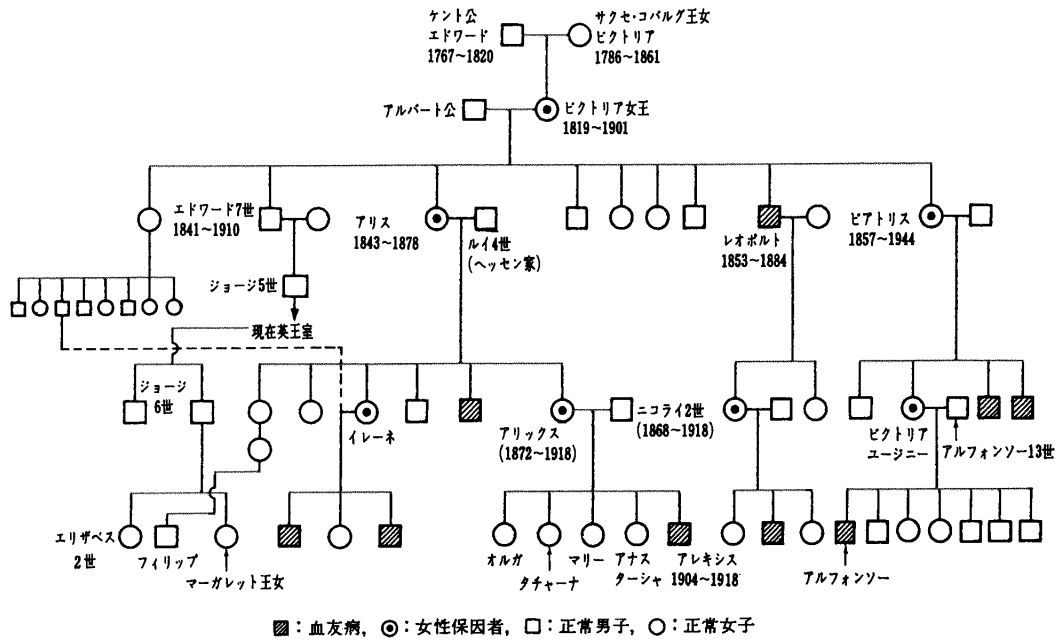 ケント公
エドワード
1767～1820
サクセ・コバルグ王女
ビクトリア
1786～1861
アルバート公
ビクトリア女王
1819～1901
エドワード7世
1841～1910
アリス
1843～1878
ルイ4世
(ヘッセン家)
レオポルト
1853～1884
ビアトリス
1857～1944
ジョージ5世
現在英王室
ジョージ
6世
イレーネ
アリックス
(1872～1918)
ニコライ2世
(1868～1918)
ビクトリア
ユージニー
アルフォンソー13世
エリザベス
2世
フィリップ
マーガレット王女
オルガ
タチャーナ
マリー
アナス
ターシャ
アレキシス
1904～1918
アルフォンソー
：血友病， ：女性保因者， ：正常男子， ：正常女子